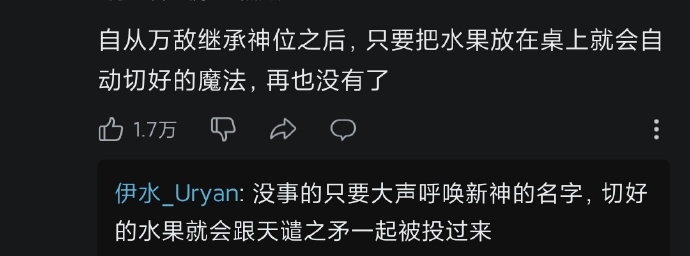 自从万敌继承神位之后，只要把水果放在桌上就会自
动切好的魔法，再也没有了
1.7万
伊水_Uryan: 没事的只要大声呼唤新神的名字，切好
的水果就会跟天谴之矛一起被投过来